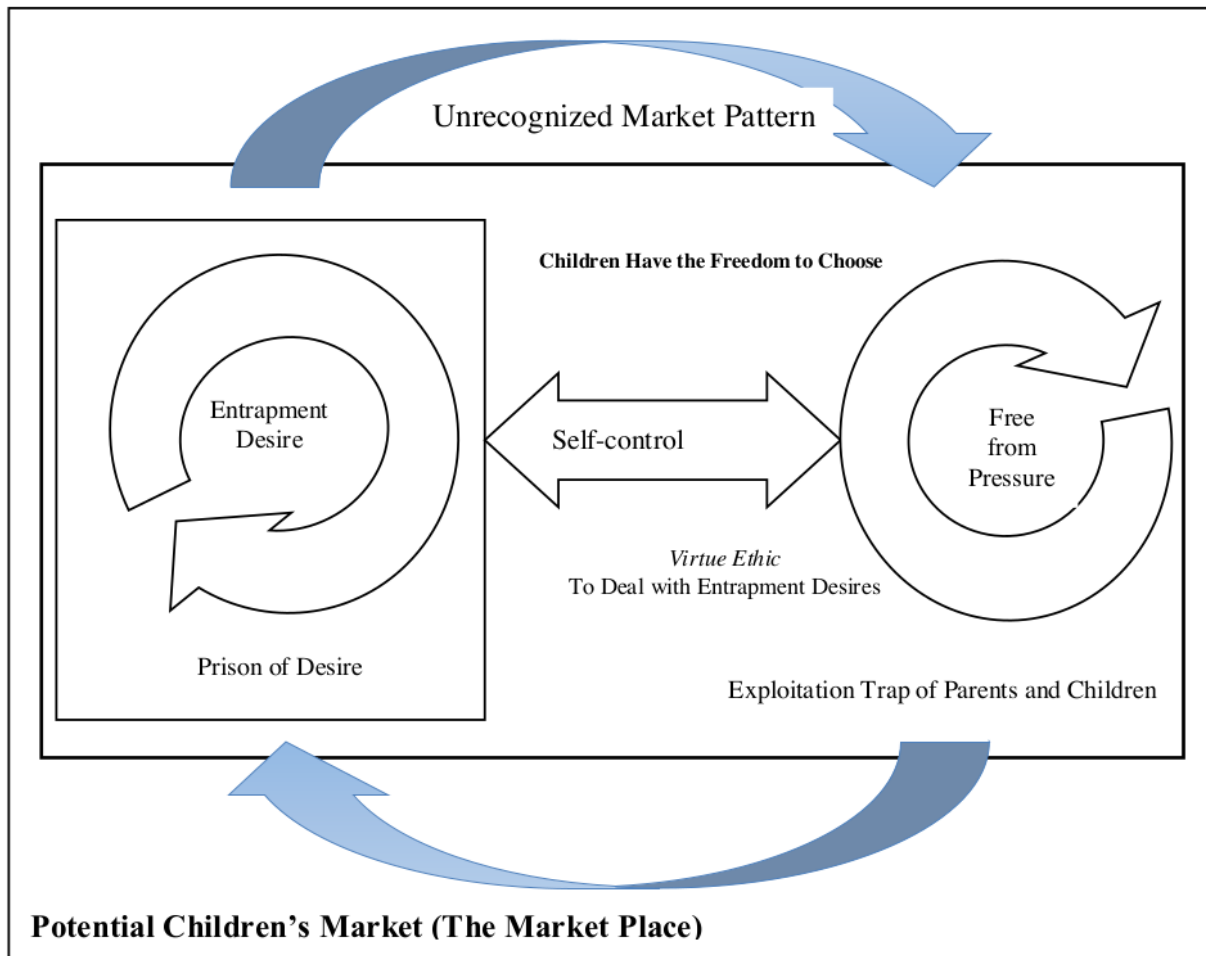 Unrecognized Market Pattern
Children Have the Freedom to Choose
Entrapment
Desire
Self-control
Free
from
Pressure
Virtue Ethic
To Deal with Entrapment Desires
Prison of Desire
Exploitation Trap of Parents and Children
Potential Children’s Market (The Market Place)